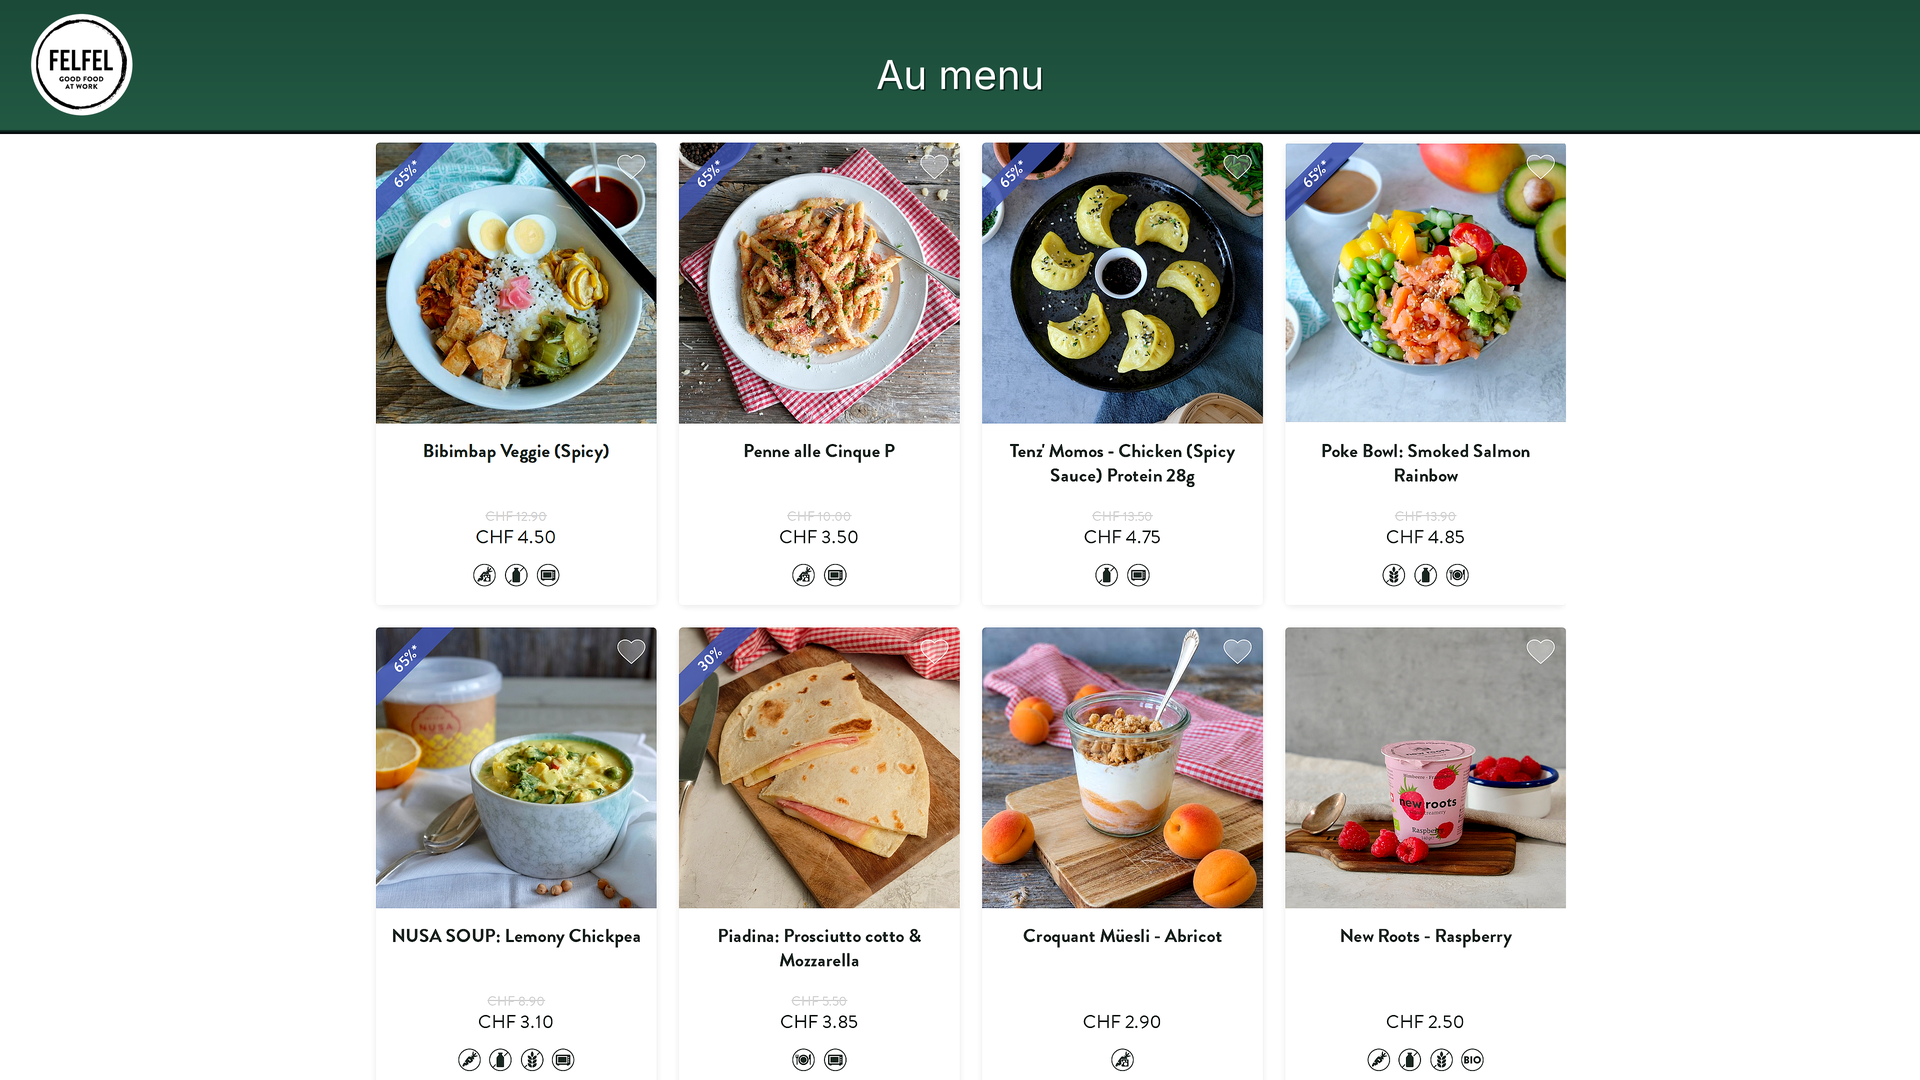 FELFEL
GOOD FOOD
AT WORK
Au menu
65%*
65%*
65%*
65%*
Bibimbap Veggie (Spicy)
CHF 12.90
CHF 4.50
Penne alle Cinque P
CHF 10.00
CHF 3.50
Tenz' Momos - Chicken (Spicy
Sauce) Protein 28g
CHF 13.50
CHF 4.75
Poke Bowl: Smoked Salmon
Rainbow
CHF 13.90
CHF 4.85
65%*
NUSA
30%
new roots
Raspberry
NUSA SOUP: Lemony Chickpea
CHF 8.90
CHF 3.10
Piadina: Prosciutto cotto &
Mozzarella
CHF 5.50
CHF 3.85
Croquant Müesli - Abricot
CHF 2.90
New Roots - Raspberry
CHF 2.50
BIO